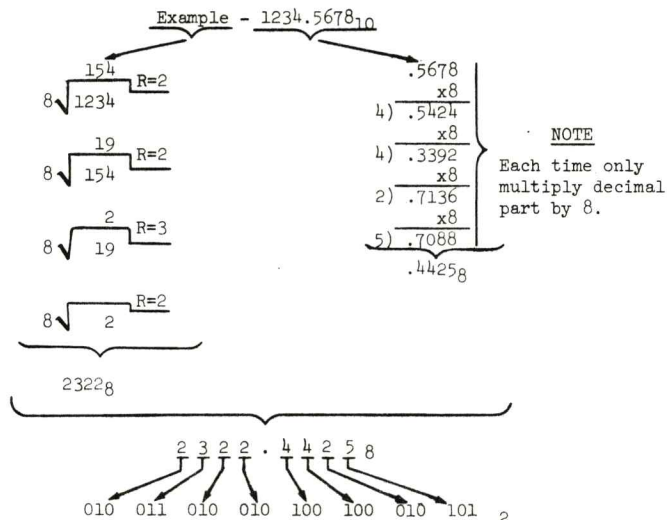 Example - 1234.5678₁₀
154
8 1234 R=2
19
8 154 R=2
2
8 19 R=3
8 2 R=2
2322₈
.5678
x8
4) .5424
x8
4) .3392
x8
2) .7136
x8
5) .7088
.4425₈
NOTE
Each time only
multiply decimal
part by 8.
2 3 2 2 . 4 4 2 5 ₈
010 011 010 010 100 100 010 101 ₂